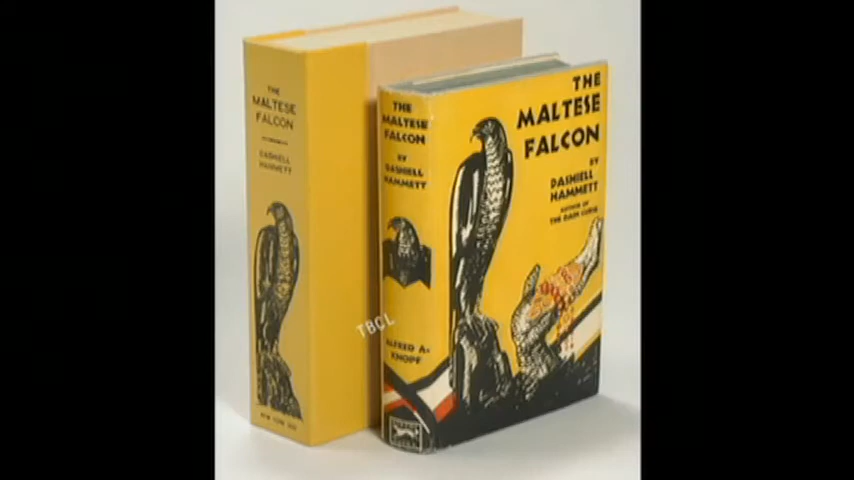 THE
MALTESE
FALCON
DASHIELL
HAMMETT
THE
MALTESE
FALCON
BY
DASHIELL
HAMMETT
ALFRED A·
KNOPF
THE
MALTESE
FALCON
BY
DASHIELL
HAMMETT
AUTHOR OF
THE DAIN CURSE
TBCL